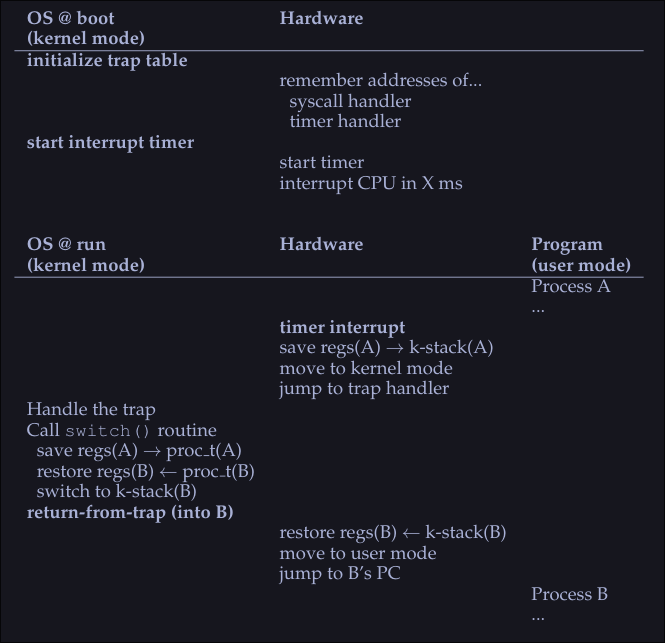 OS @ boot Hardware
(kernel mode)
initialize trap table
remember addresses of...
syscall handler
timer handler
start interrupt timer
start timer
interrupt CPU in X ms
OS @ run Hardware Program
(kernel mode) (user mode)
Process A
...
timer interrupt
save regs(A) → k-stack(A)
move to kernel mode
jump to trap handler
Handle the trap
Call switch() routine
save regs(A) → proc_t(A)
restore regs(B) ← proc_t(B)
switch to k-stack(B)
return-from-trap (into B)
restore regs(B) ← k-stack(B)
move to user mode
jump to B's PC
Process B
...